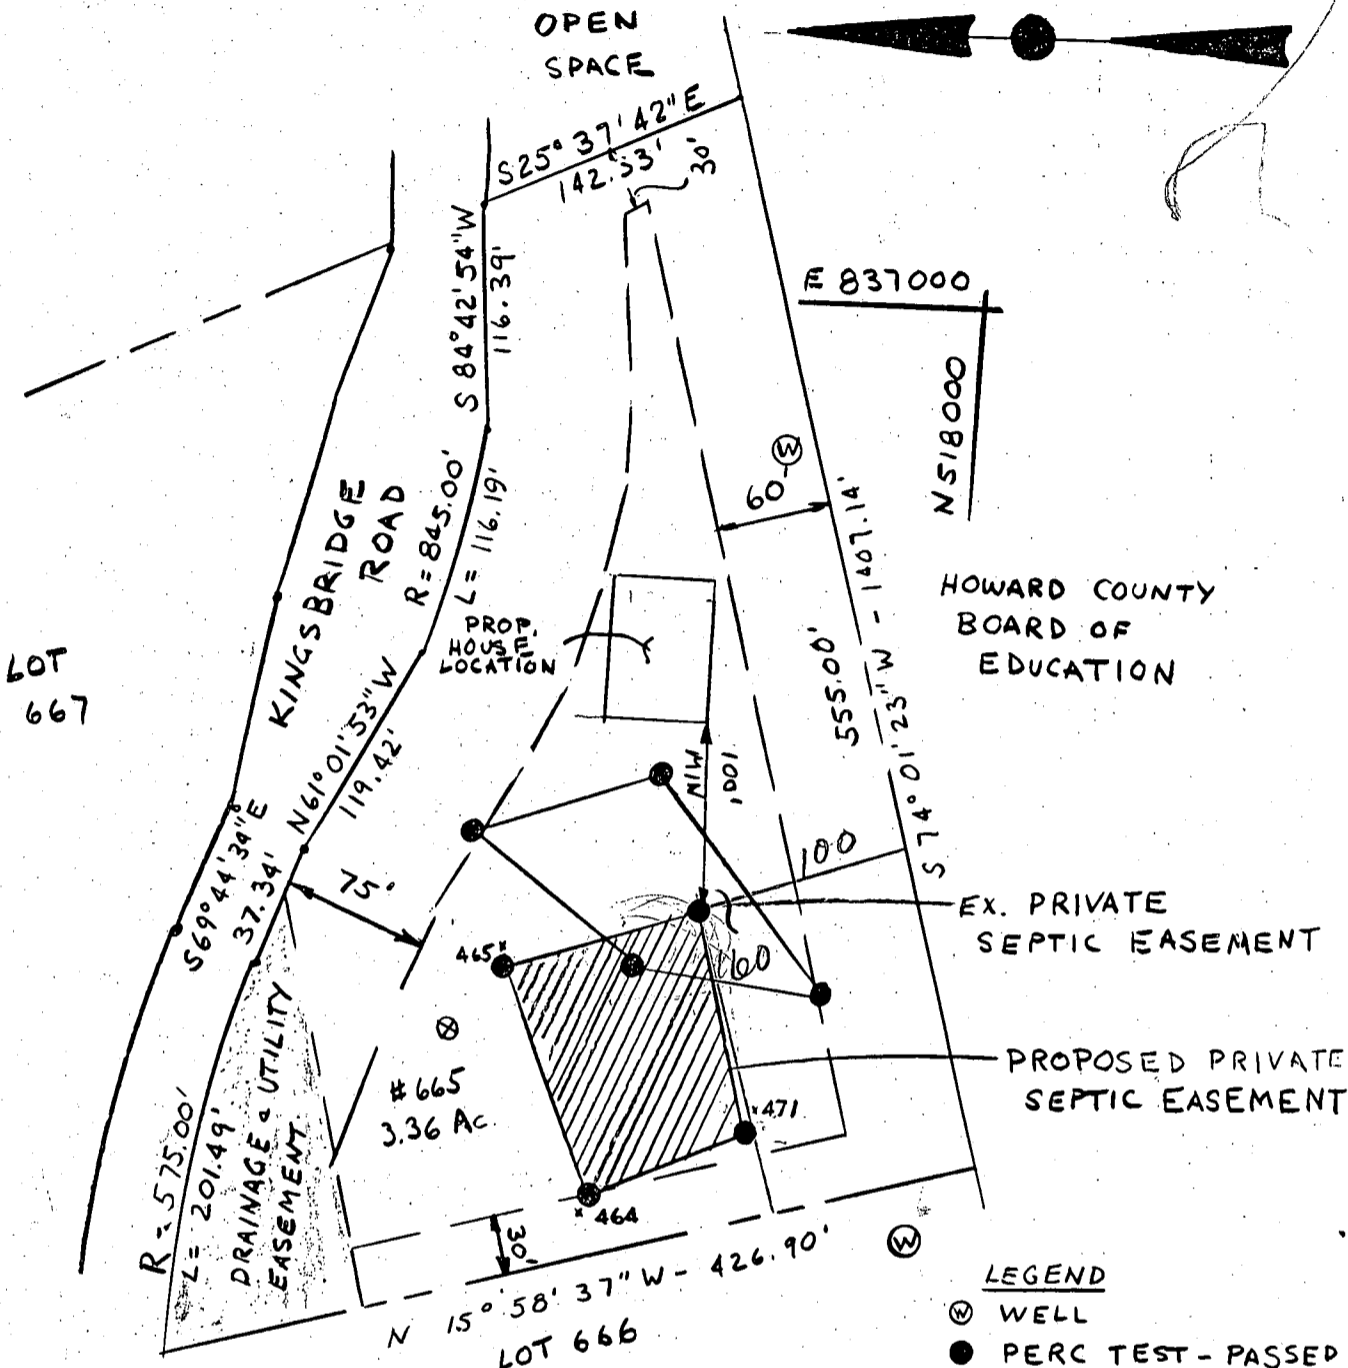 OPEN
SPACE
S25° 37' 42" E
142.53'
30'
S 84° 42' 54" W
116.39'
E 837000
N 518000
W
60
KINGSBRIDGE
ROAD
R = 845.00'
L = 116.19'
PROP.
HOUSE
LOCATION
HOWARD COUNTY
BOARD OF
EDUCATION
LOT
667
555.00'
S 74° 01' 23" W - 1407.14'
N61° 01' 53" W
119.42'
S69° 44' 34" E
37.34'
75'
100' MIN
100
EX. PRIVATE
SEPTIC EASEMENT
465
60
PROPOSED PRIVATE
SEPTIC EASEMENT
#665
3.36 Ac.
471
464
R = 575.00'
L = 201.49'
DRAINAGE & UTILITY
EASEMENT
30'
N 15° 58' 37" W - 426.90'
LOT 666
W
LEGEND
W WELL
PERC TEST - PASSED